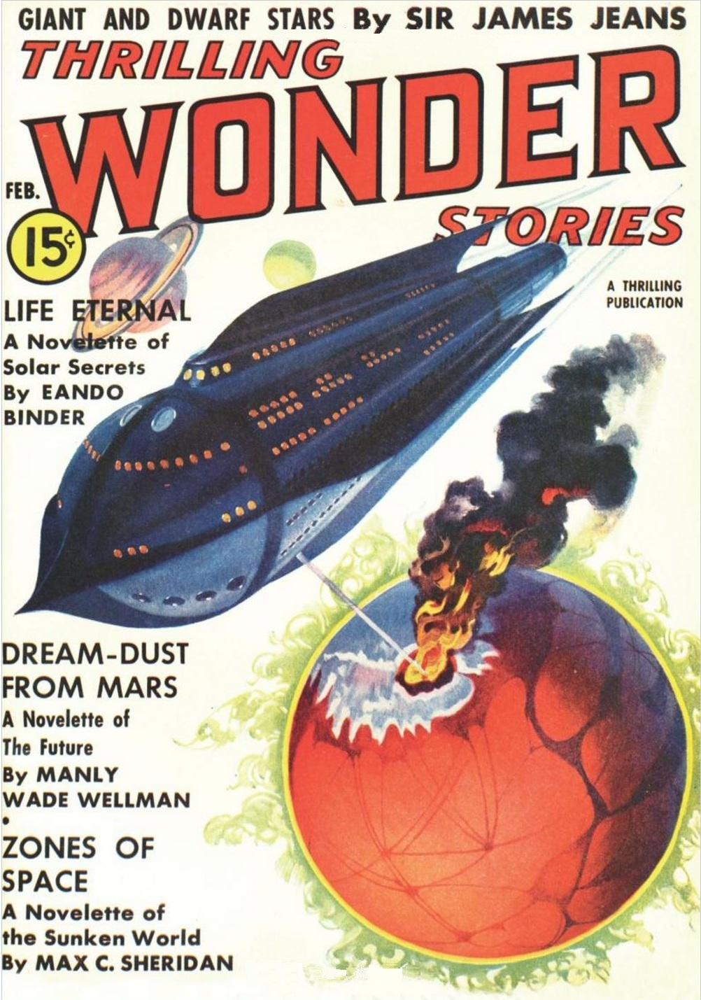 GIANT AND DWARF STARS By SIR JAMES JEANS
THRILLING
WONDER
STORIES
FEB.
15¢
A THRILLING
PUBLICATION
LIFE ETERNAL
A Novelette of
Solar Secrets
By EANDO
BINDER
DREAM-DUST
FROM MARS
A Novelette of
The Future
By MANLY
WADE WELLMAN
•
ZONES OF
SPACE
A Novelette of
the Sunken World
By MAX C. SHERIDAN